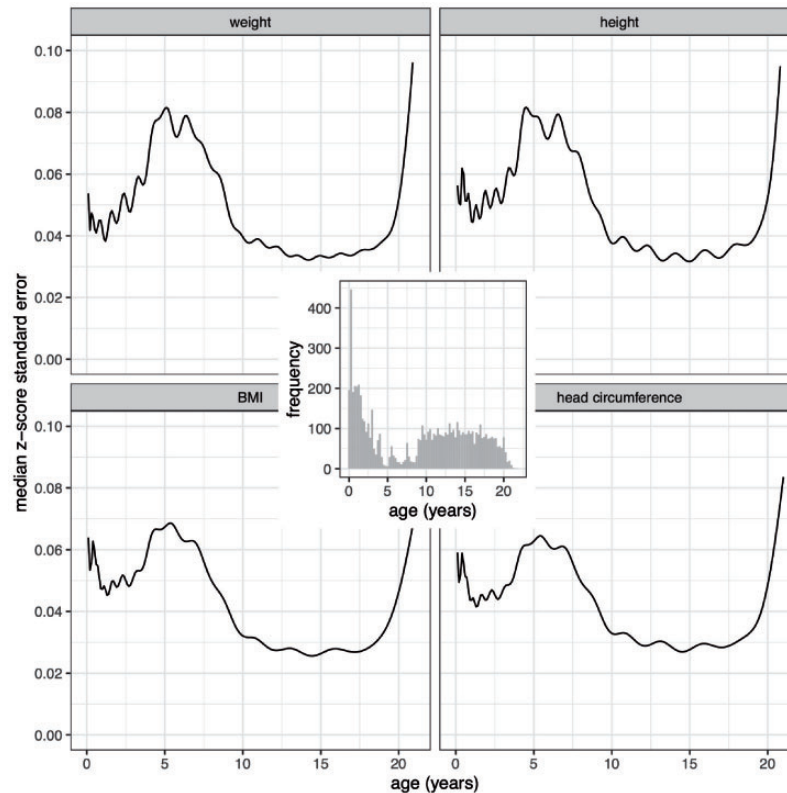 weight
height
0.10
0.08
0.06
0.04
0.02
0.00
median z-score standard error
400
300
200
100
0
frequency
0 5 10 15 20
age (years)
BMI
head circumference
0.10
0.08
0.06
0.04
0.02
0.00
0 5 10 15 20
0 5 10 15 20
age (years)